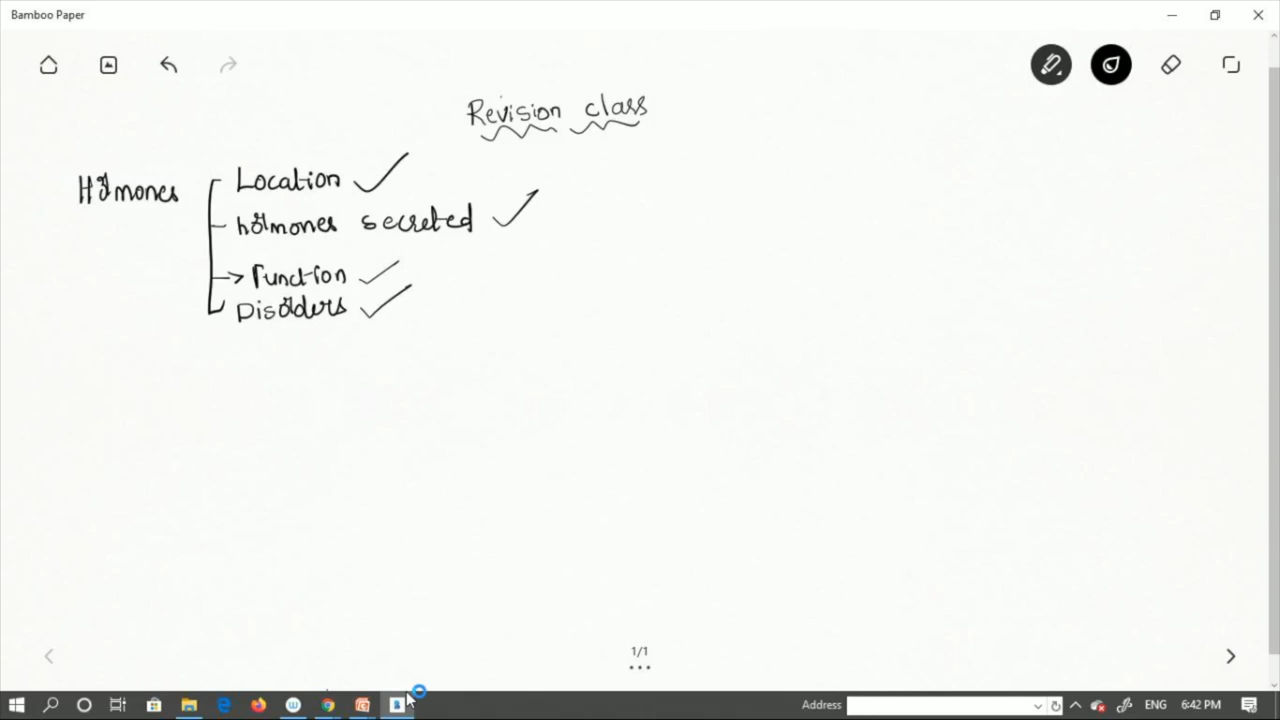 Bamboo Paper
Revision class
Hormones
Location
hormones secreted
Function
Disorders
1/1
Address
ENG
6:42 PM